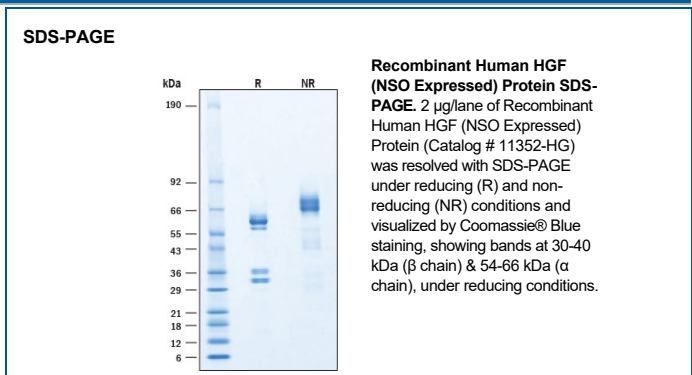 SDS-PAGE
kDa R NR
190
92
66
55
43
36
29
21
18
12
6
Recombinant Human HGF
(NSO Expressed) Protein SDS-
PAGE. 2 µg/lane of Recombinant
Human HGF (NSO Expressed)
Protein (Catalog # 11352-HG)
was resolved with SDS-PAGE
under reducing (R) and non-
reducing (NR) conditions and
visualized by Coomassie® Blue
staining, showing bands at 30-40
kDa (β chain) & 54-66 kDa (α
chain), under reducing conditions.